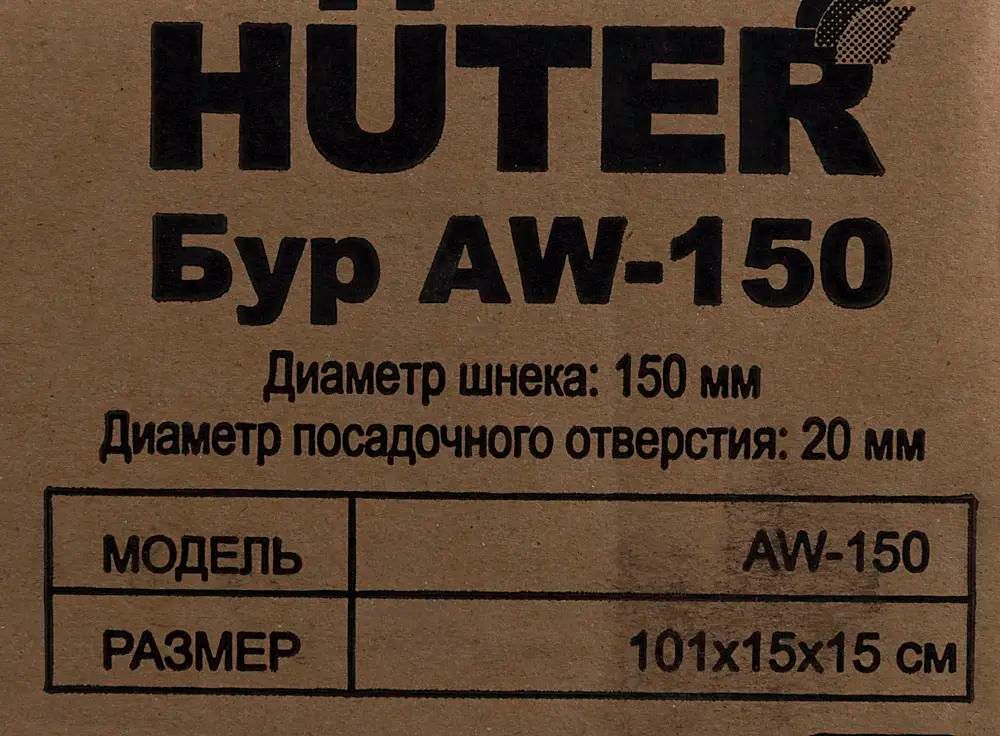 HÜTER
Бур AW-150
Диаметр шнека: 150 мм
Диаметр посадочного отверстия: 20 мм
МОДЕЛЬ AW-150
РАЗМЕР 101x15x15 см